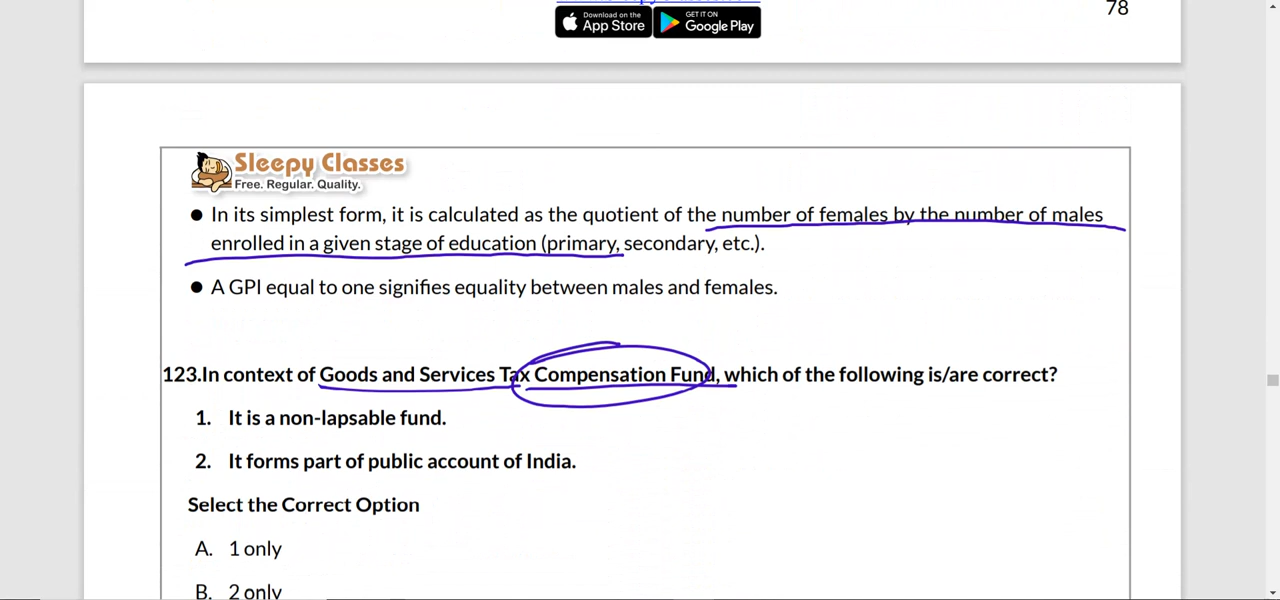 78
Download on the
App Store
GET IT ON
Google Play
Sleepy Classes
Free. Regular. Quality.
● In its simplest form, it is calculated as the quotient of the number of females by the number of males
enrolled in a given stage of education (primary, secondary, etc.).
● A GPI equal to one signifies equality between males and females.
123.In context of Goods and Services Tax Compensation Fund, which of the following is/are correct?
1. It is a non-lapsable fund.
2. It forms part of public account of India.
Select the Correct Option
A. 1 only
B. 2 only